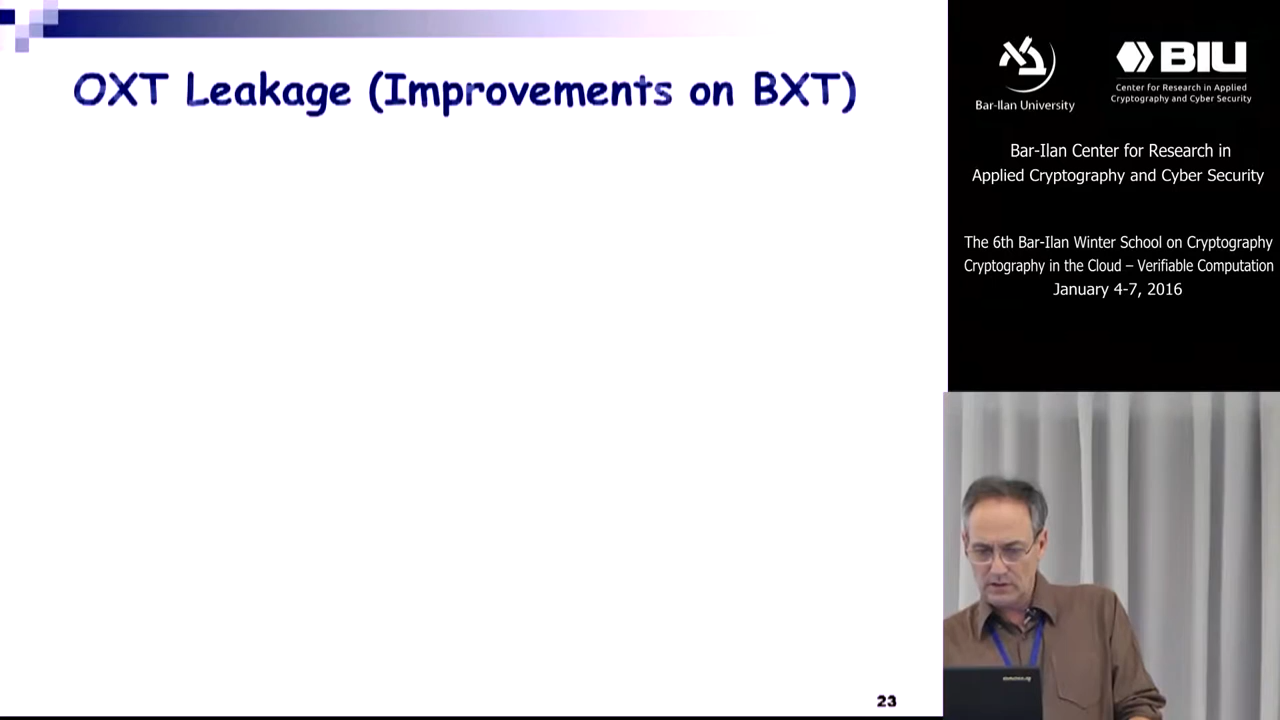 OXT Leakage (Improvements on BXT)
23
Bar-Ilan University
BIU
Center for Research in Applied
Cryptography and Cyber Security
Bar-Ilan Center for Research in
Applied Cryptography and Cyber Security
The 6th Bar-Ilan Winter School on Cryptography
Cryptography in the Cloud – Verifiable Computation
January 4-7, 2016